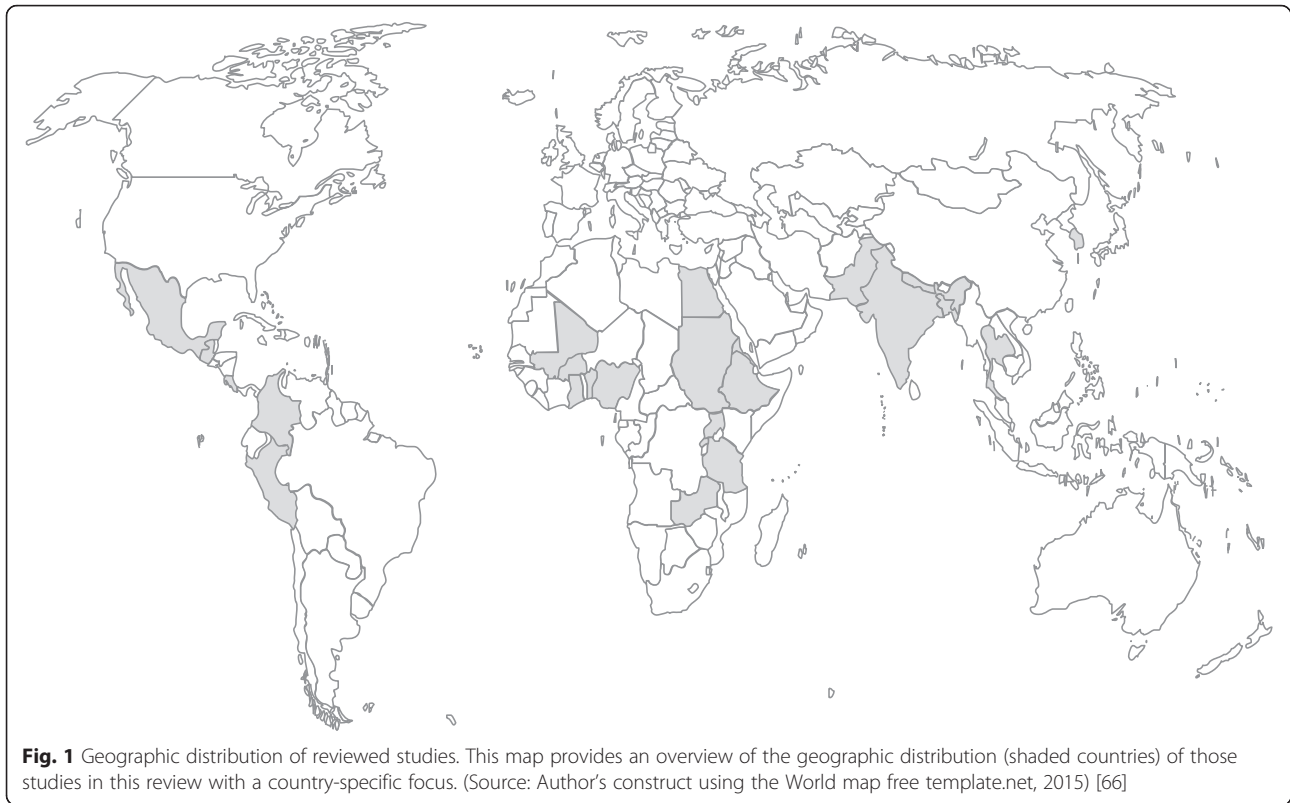 Fig. 1 Geographic distribution of reviewed studies. This map provides an overview of the geographic distribution (shaded countries) of those
studies in this review with a country-specific focus. (Source: Author's construct using the World map free template.net, 2015) [66]